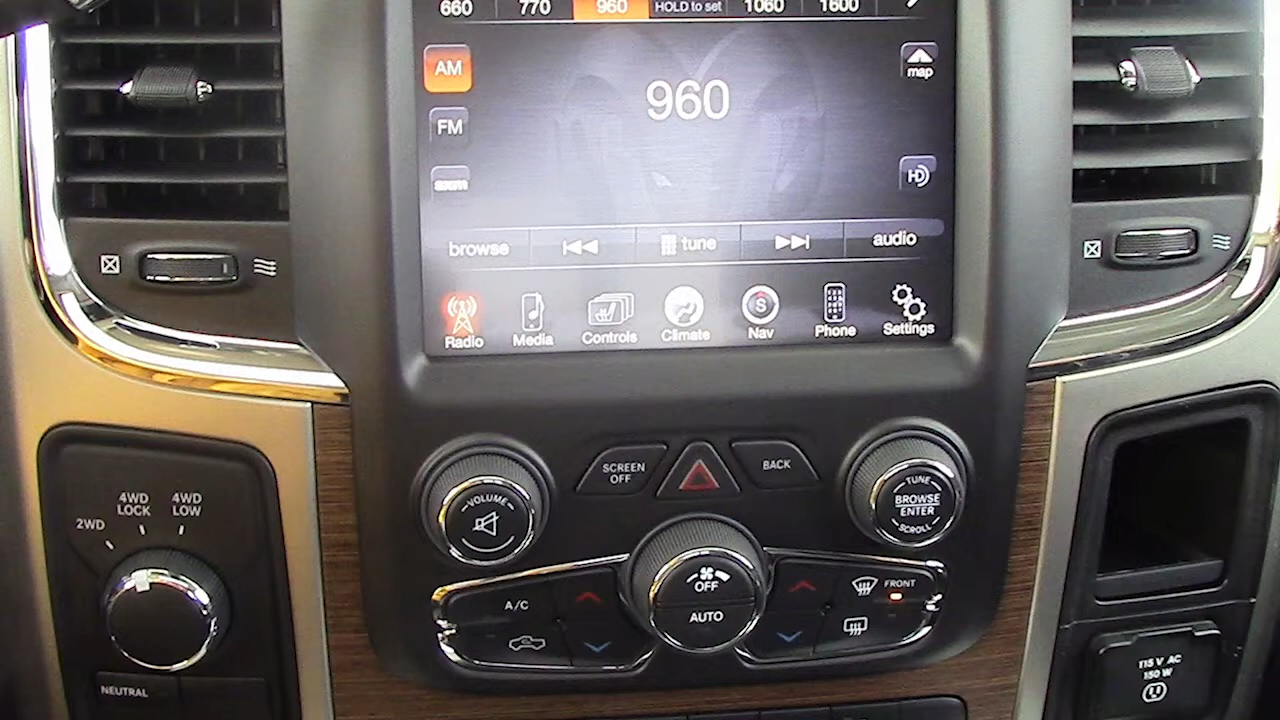 660 770 960 HOLD to set 1060 1600
AM
map
960
FM
HD
sxm
browse tune audio
Radio Media Controls Climate Nav Phone Settings
S
SCREEN OFF
BACK
VOLUME
TUNE
BROWSE
ENTER
SCROLL
2WD
4WD LOCK
4WD LOW
NEUTRAL
A/C
OFF
AUTO
FRONT
115 V AC
150 W